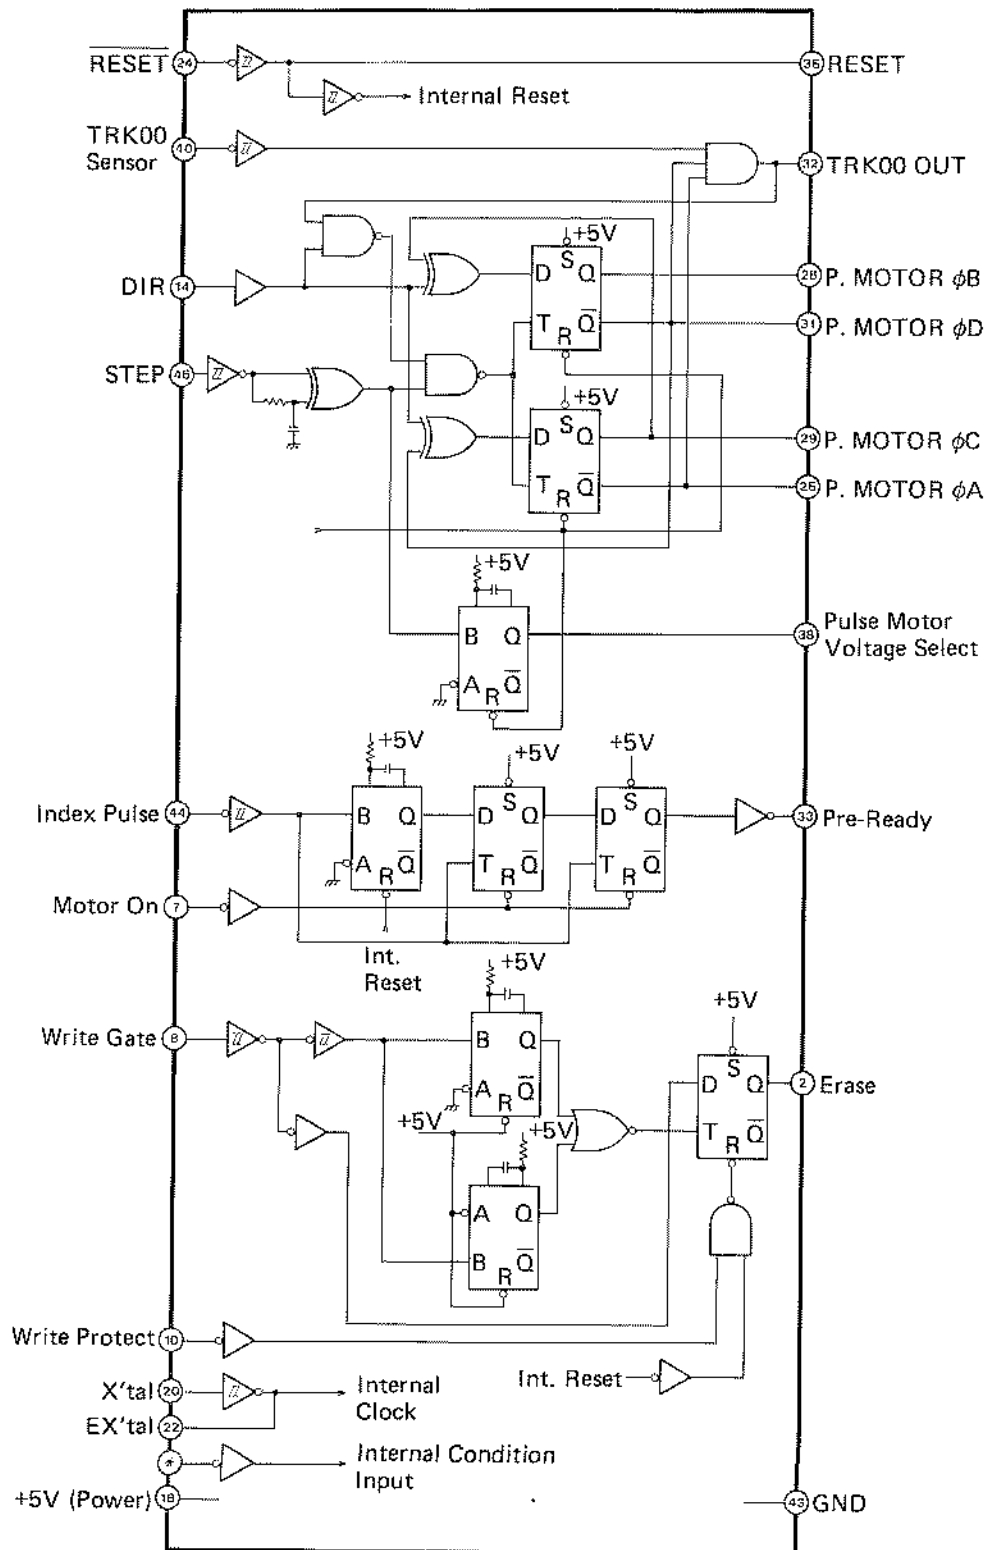 RESET
24
36
RESET
Internal Reset
TRK00
Sensor
40
32
TRK00 OUT
+5V
S
D
Q
28
P. MOTOR φB
DIR
14
T
R
Q
31
P. MOTOR φD
STEP
46
+5V
S
D
Q
29
P. MOTOR φC
T
R
Q
26
P. MOTOR φA
+5V
B
Q
38
Pulse Motor
Voltage Select
A
R
Q
+5V
+5V
+5V
Index Pulse
44
B
Q
D
S
Q
D
S
Q
33
Pre-Ready
A
R
Q
T
R
Q
T
R
Q
Motor On
7
Int.
Reset
+5V
Write Gate
8
B
Q
A
R
Q
+5V
+5V
+5V
S
D
Q
2
Erase
T
R
Q
A
Q
B
R
Q
Write Protect
10
Int. Reset
X'tal
20
Internal
Clock
EX'tal
22
*
Internal Condition
Input
+5V (Power)
18
43
GND